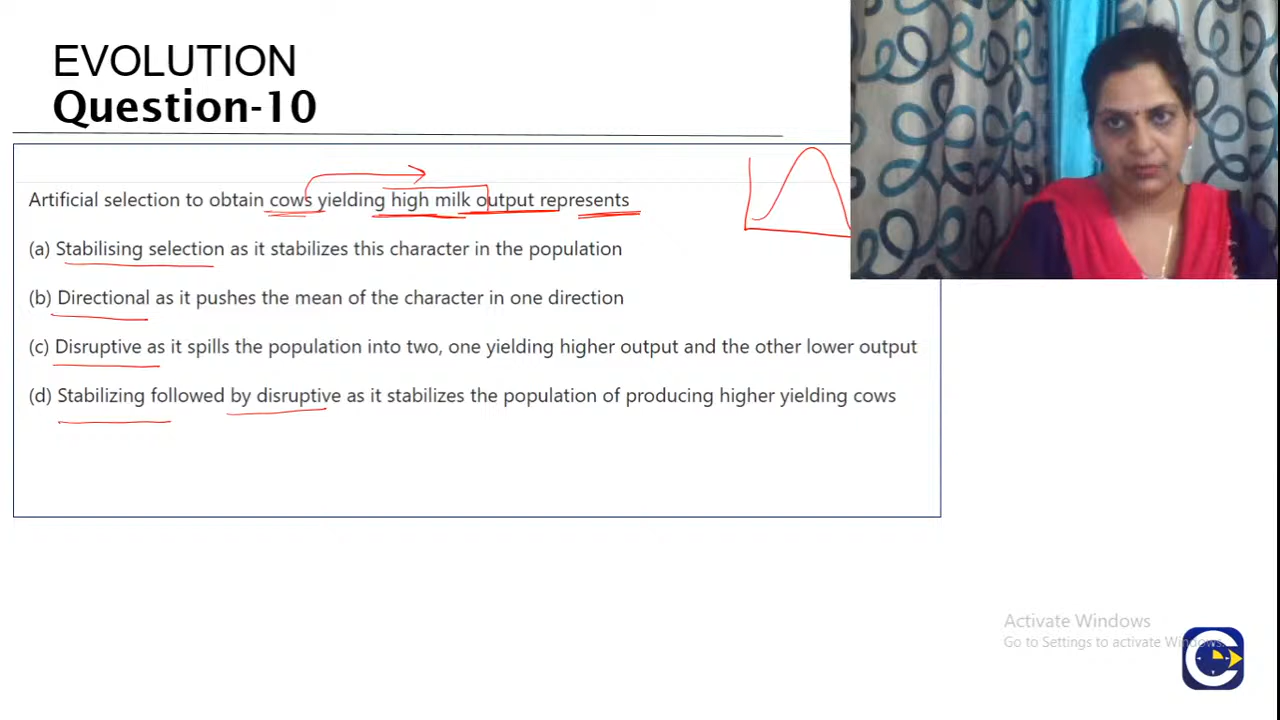 EVOLUTION
Question-10
Artificial selection to obtain cows yielding high milk output represents
(a) Stabilising selection as it stabilizes this character in the population
(b) Directional as it pushes the mean of the character in one direction
(c) Disruptive as it spills the population into two, one yielding higher output and the other lower output
(d) Stabilizing followed by disruptive as it stabilizes the population of producing higher yielding cows
Activate Windows
Go to Settings to activate Windows.